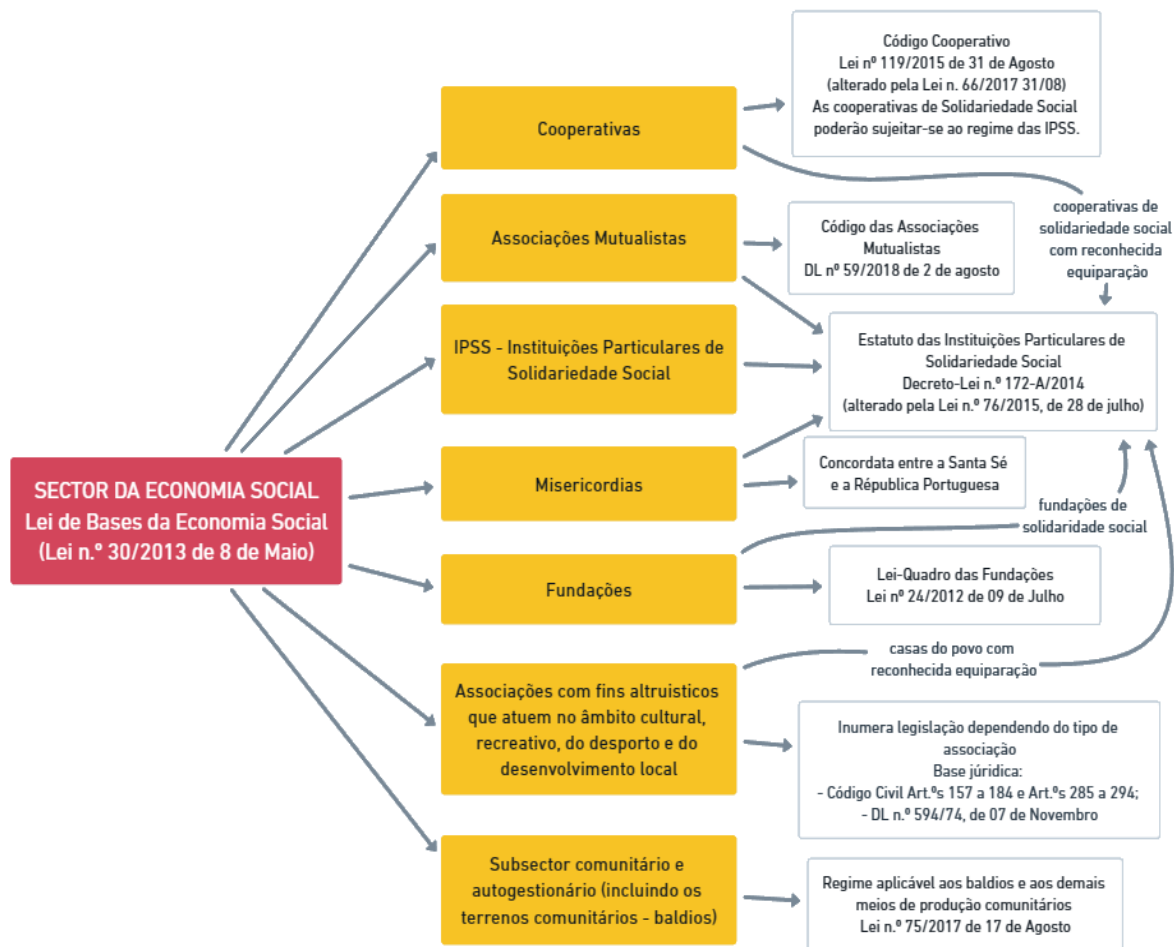 SECTOR DA ECONOMIA SOCIAL
Lei de Bases da Economia Social
(Lei n.º 30/2013 de 8 de Maio)
Cooperativas
Código Cooperativo
Lei nº 119/2015 de 31 de Agosto
(alterado pela Lei n. 66/2017 31/08)
As cooperativas de Solidariedade Social
poderão sujeitar-se ao regime das IPSS.
cooperativas de
solidariedade social
com reconhecida
equiparação
Associações Mutualistas
Código das Associações
Mutualistas
DL nº 59/2018 de 2 de agosto
IPSS - Instituições Particulares de
Solidariedade Social
Estatuto das Instituições Particulares de
Solidariedade Social
Decreto-Lei n.º 172-A/2014
(alterado pela Lei n.º 76/2015, de 28 de julho)
Misericordias
Concordata entre a Santa Sé
e a Républica Portuguesa
fundações de
solidaridade social
Fundações
Lei-Quadro das Fundações
Lei nº 24/2012 de 09 de Julho
casas do povo com
reconhecida equiparação
Associações com fins altruisticos
que atuem no âmbito cultural,
recreativo, do desporto e do
desenvolvimento local
Inumera legislação dependendo do tipo de
associação
Base júridica:
- Código Civil Art.ºs 157 a 184 e Art.ºs 285 a 294;
- DL n.º 594/74, de 07 de Novembro
Subsector comunitário e
autogestionário (incluindo os
terrenos comunitários - baldios)
Regime aplicável aos baldios e aos demais
meios de produção comunitários
Lei n.º 75/2017 de 17 de Agosto